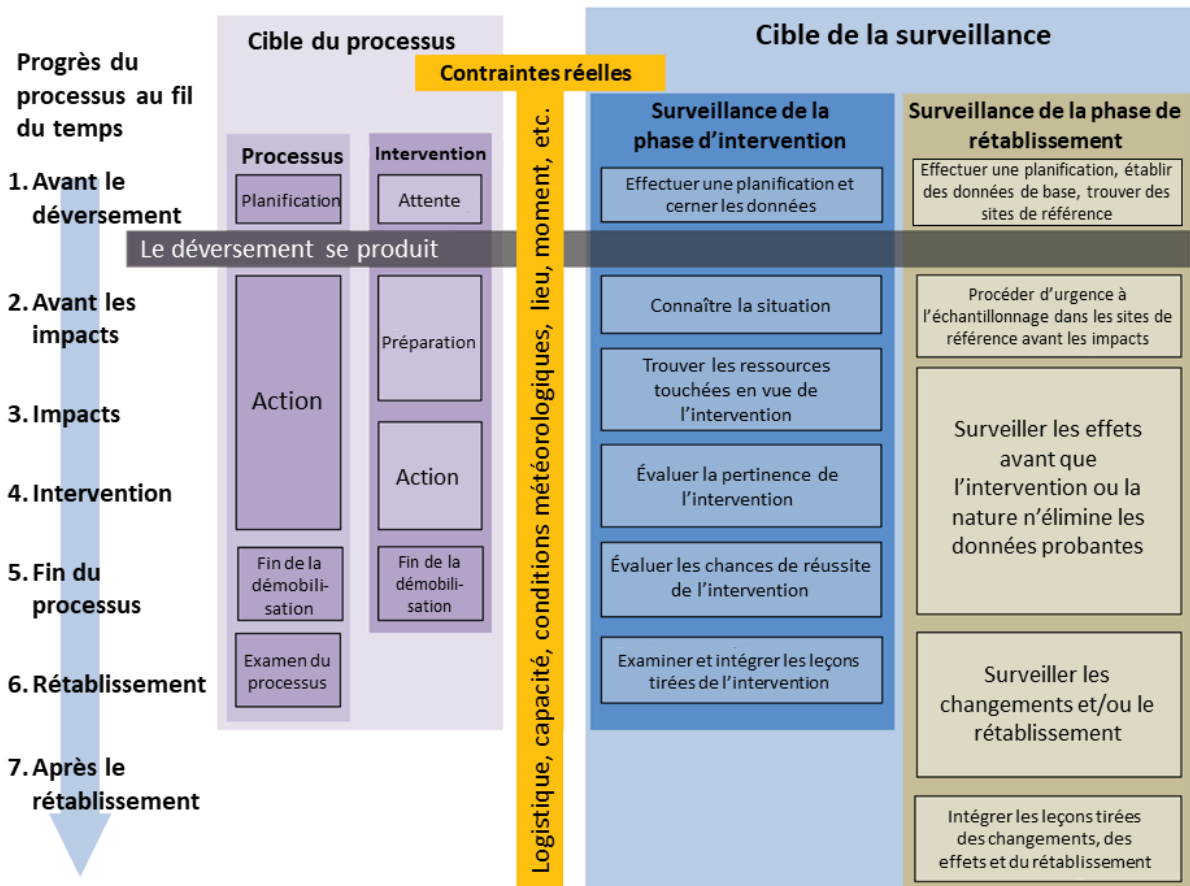 Progrès du
processus au fil
du temps
1. Avant le
déversement
2. Avant les
impacts
3. Impacts
4. Intervention
5. Fin du
processus
6. Rétablissement
7. Après le
rétablissement
Le déversement se produit
Cible du processus
Processus
Planification
Action
Fin de la
démobili-
sation
Examen du
processus
Intervention
Attente
Préparation
Action
Fin de la
démobili-
sation
Contraintes réelles
Logistique, capacité, conditions météorologiques, lieu, moment, etc.
Cible de la surveillance
Surveillance de la
phase d’intervention
Effectuer une planification et
cerner les données
Connaître la situation
Trouver les ressources
touchées en vue de
l’intervention
Évaluer la pertinence de
l’intervention
Évaluer les chances de réussite
de l’intervention
Examiner et intégrer les leçons
tirées de l’intervention
Surveillance de la phase de
rétablissement
Effectuer une planification, établir
des données de base, trouver des
sites de référence
Procéder d’urgence à
l’échantillonnage dans les sites de
référence avant les impacts
Surveiller les effets
avant que
l’intervention ou la
nature n’élimine les
données probantes
Surveiller les
changements et/ou le
rétablissement
Intégrer les leçons tirées
des changements, des
effets et du rétablissement